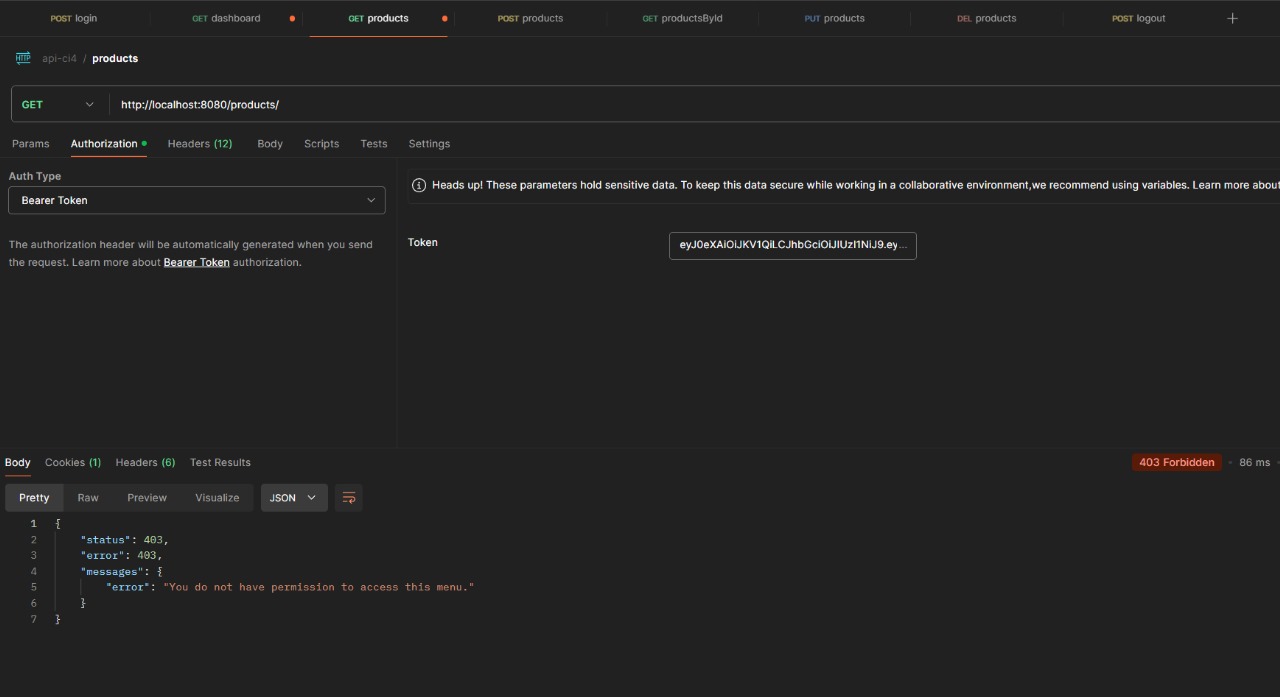 POST login GET dashboard GET products POST products GET productsById PUT products DEL products POST logout
HTTP api-ci4 / products
GET http://localhost:8080/products/
Params Authorization Headers (12) Body Scripts Tests Settings
Auth Type
Heads up! These parameters hold sensitive data. To keep this data secure while working in a collaborative environment,we recommend using variables. Learn more about
Bearer Token
The authorization header will be automatically generated when you send
the request. Learn more about Bearer Token authorization.
Token eyJ0eXAiOiJKV1QiLCJhbGciOiJIUzI1NiJ9.ey...
Body Cookies (1) Headers (6) Test Results 403 Forbidden 86 ms
Pretty Raw Preview Visualize JSON
1 {
2 "status": 403,
3 "error": 403,
4 "messages": {
5 "error": "You do not have permission to access this menu."
6 }
7 }